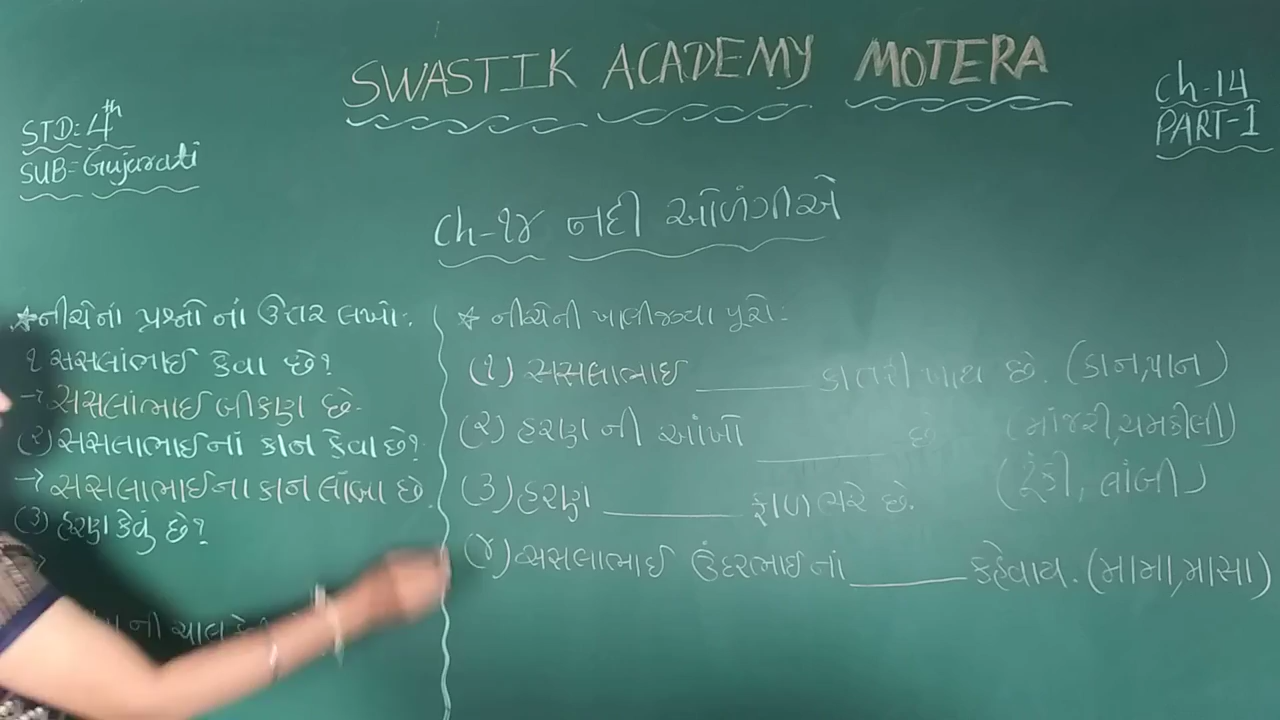 SWASTIK ACADEMY MOTERA
Ch-14
PART-1
STD:- 4th
SUB:- Gujarati
Ch-૧૪ નદી ઓળંગીએ
* નીચેનાં પ્રશ્નો નાં ઉત્તર લખો:.
૧ સસલાંભાઈ કેવા છે?
→ સસલાંભાઈ બીકણ છે.
(૨) સસલાભાઈનાં કાન કેવા છે?
→ સસલાભાઈના કાન લાંબા છે.
(૩) હરણ કેવું છે?
→
ની ચાલ
* નીચેની ખાલીજગ્યા પૂરો:
(૧) સસલાભાઈ ______ કાતરી ખાય છે. (કાન,પાન)
(૨) હરણ ની આંખો ______ છે (માંજરી,ચમકીલી)
(૩) હરણ ______ ફાળ ભરે છે. (ટૂંકી, લાંબી)
(૪) સસલાભાઈ ઉંદરભાઈનાં ______ કહેવાય. (મામા,માસા)